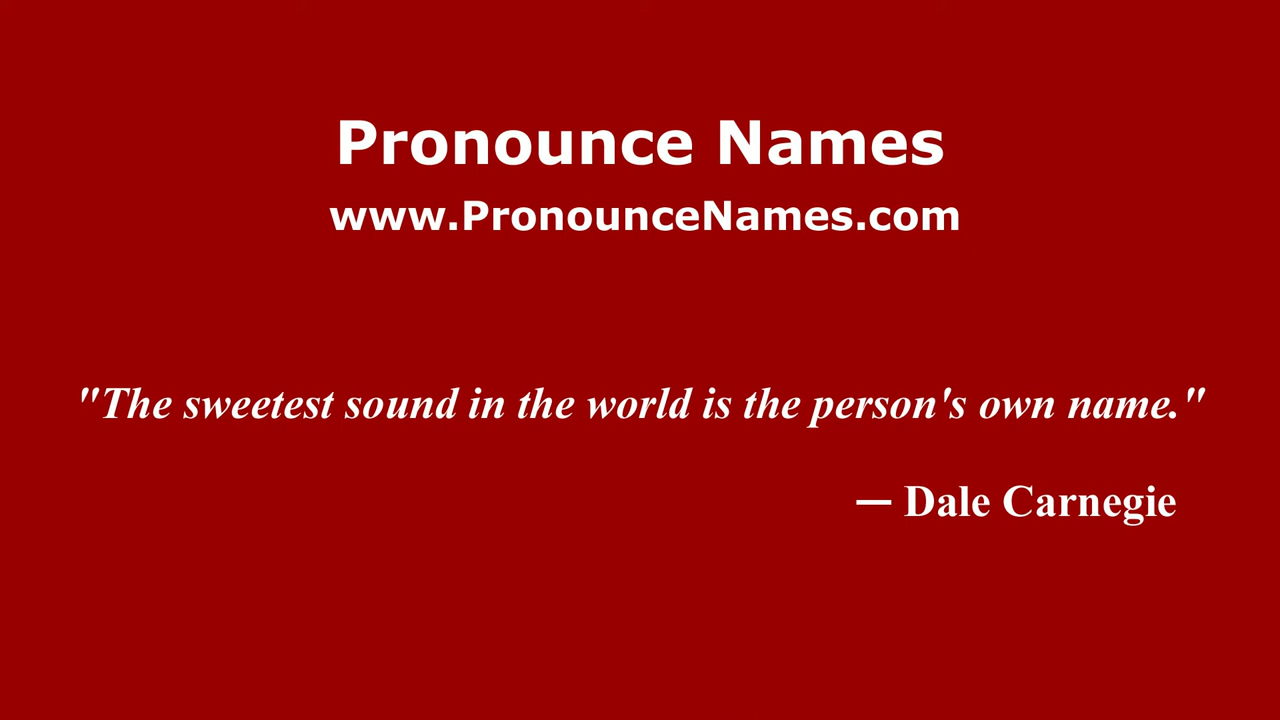 Pronounce Names
www.PronounceNames.com
"The sweetest sound in the world is the person's own name."
— Dale Carnegie